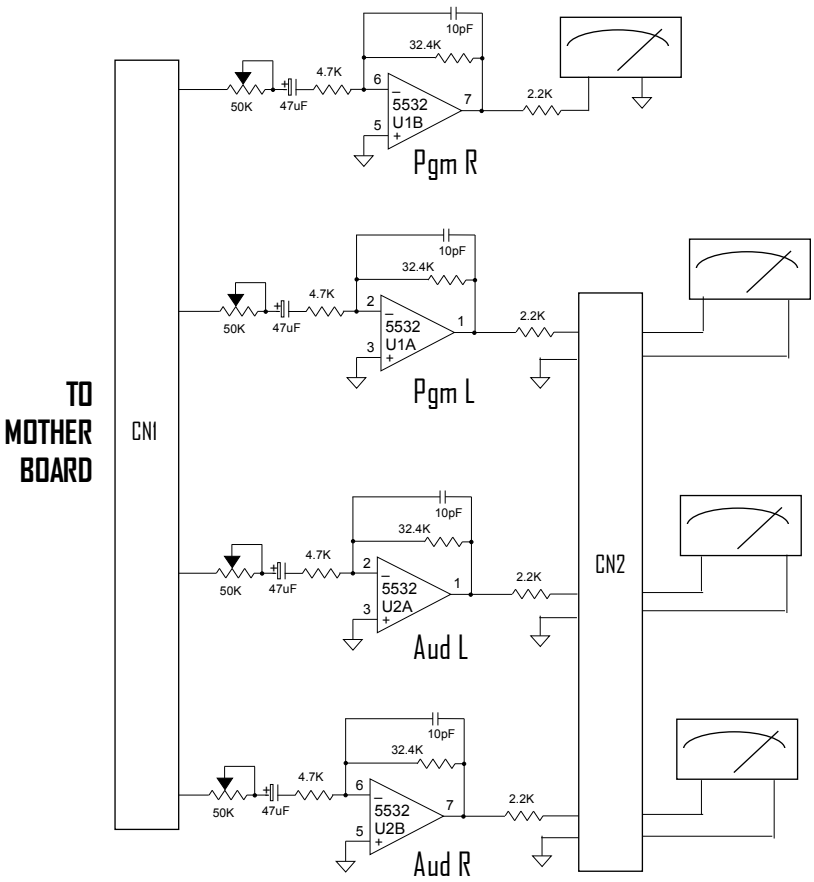 10pF
32.4K
4.7K
6
7
2.2K
50K
+
47uF
–
5532
U1B
5
+
Pgm R
10pF
32.4K
4.7K
2
1
2.2K
50K
+
47uF
–
5532
U1A
3
+
Pgm L
TO
MOTHER
BOARD
CN1
CN2
10pF
32.4K
4.7K
2
1
2.2K
50K
+
47uF
–
5532
U2A
3
+
Aud L
10pF
32.4K
4.7K
6
7
2.2K
50K
+
47uF
–
5532
U2B
5
+
Aud R